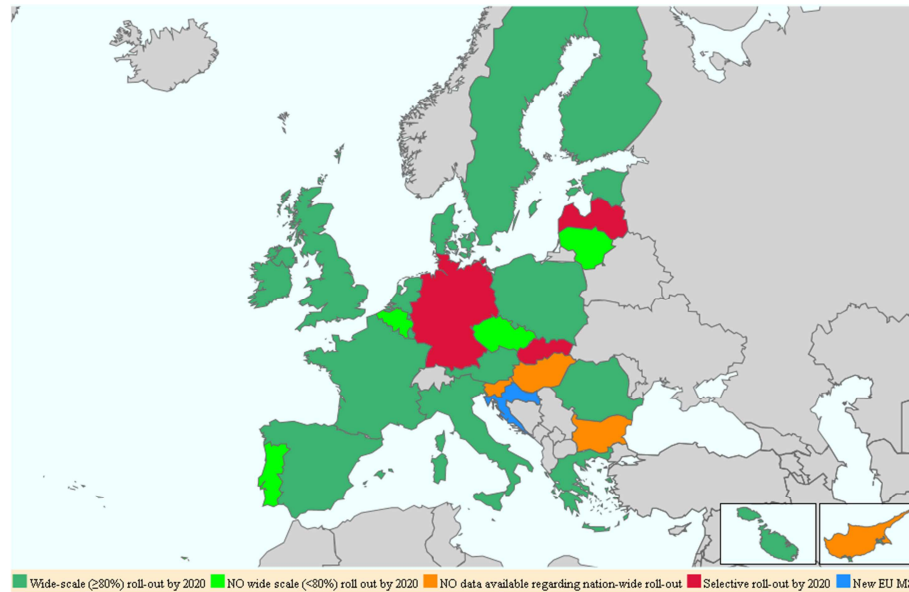 Wide-scale (≥80%) roll-out by 2020 NO wide scale (<80%) roll out by 2020 NO data available regarding nation-wide roll-out Selective roll-out by 2020 New EU MS